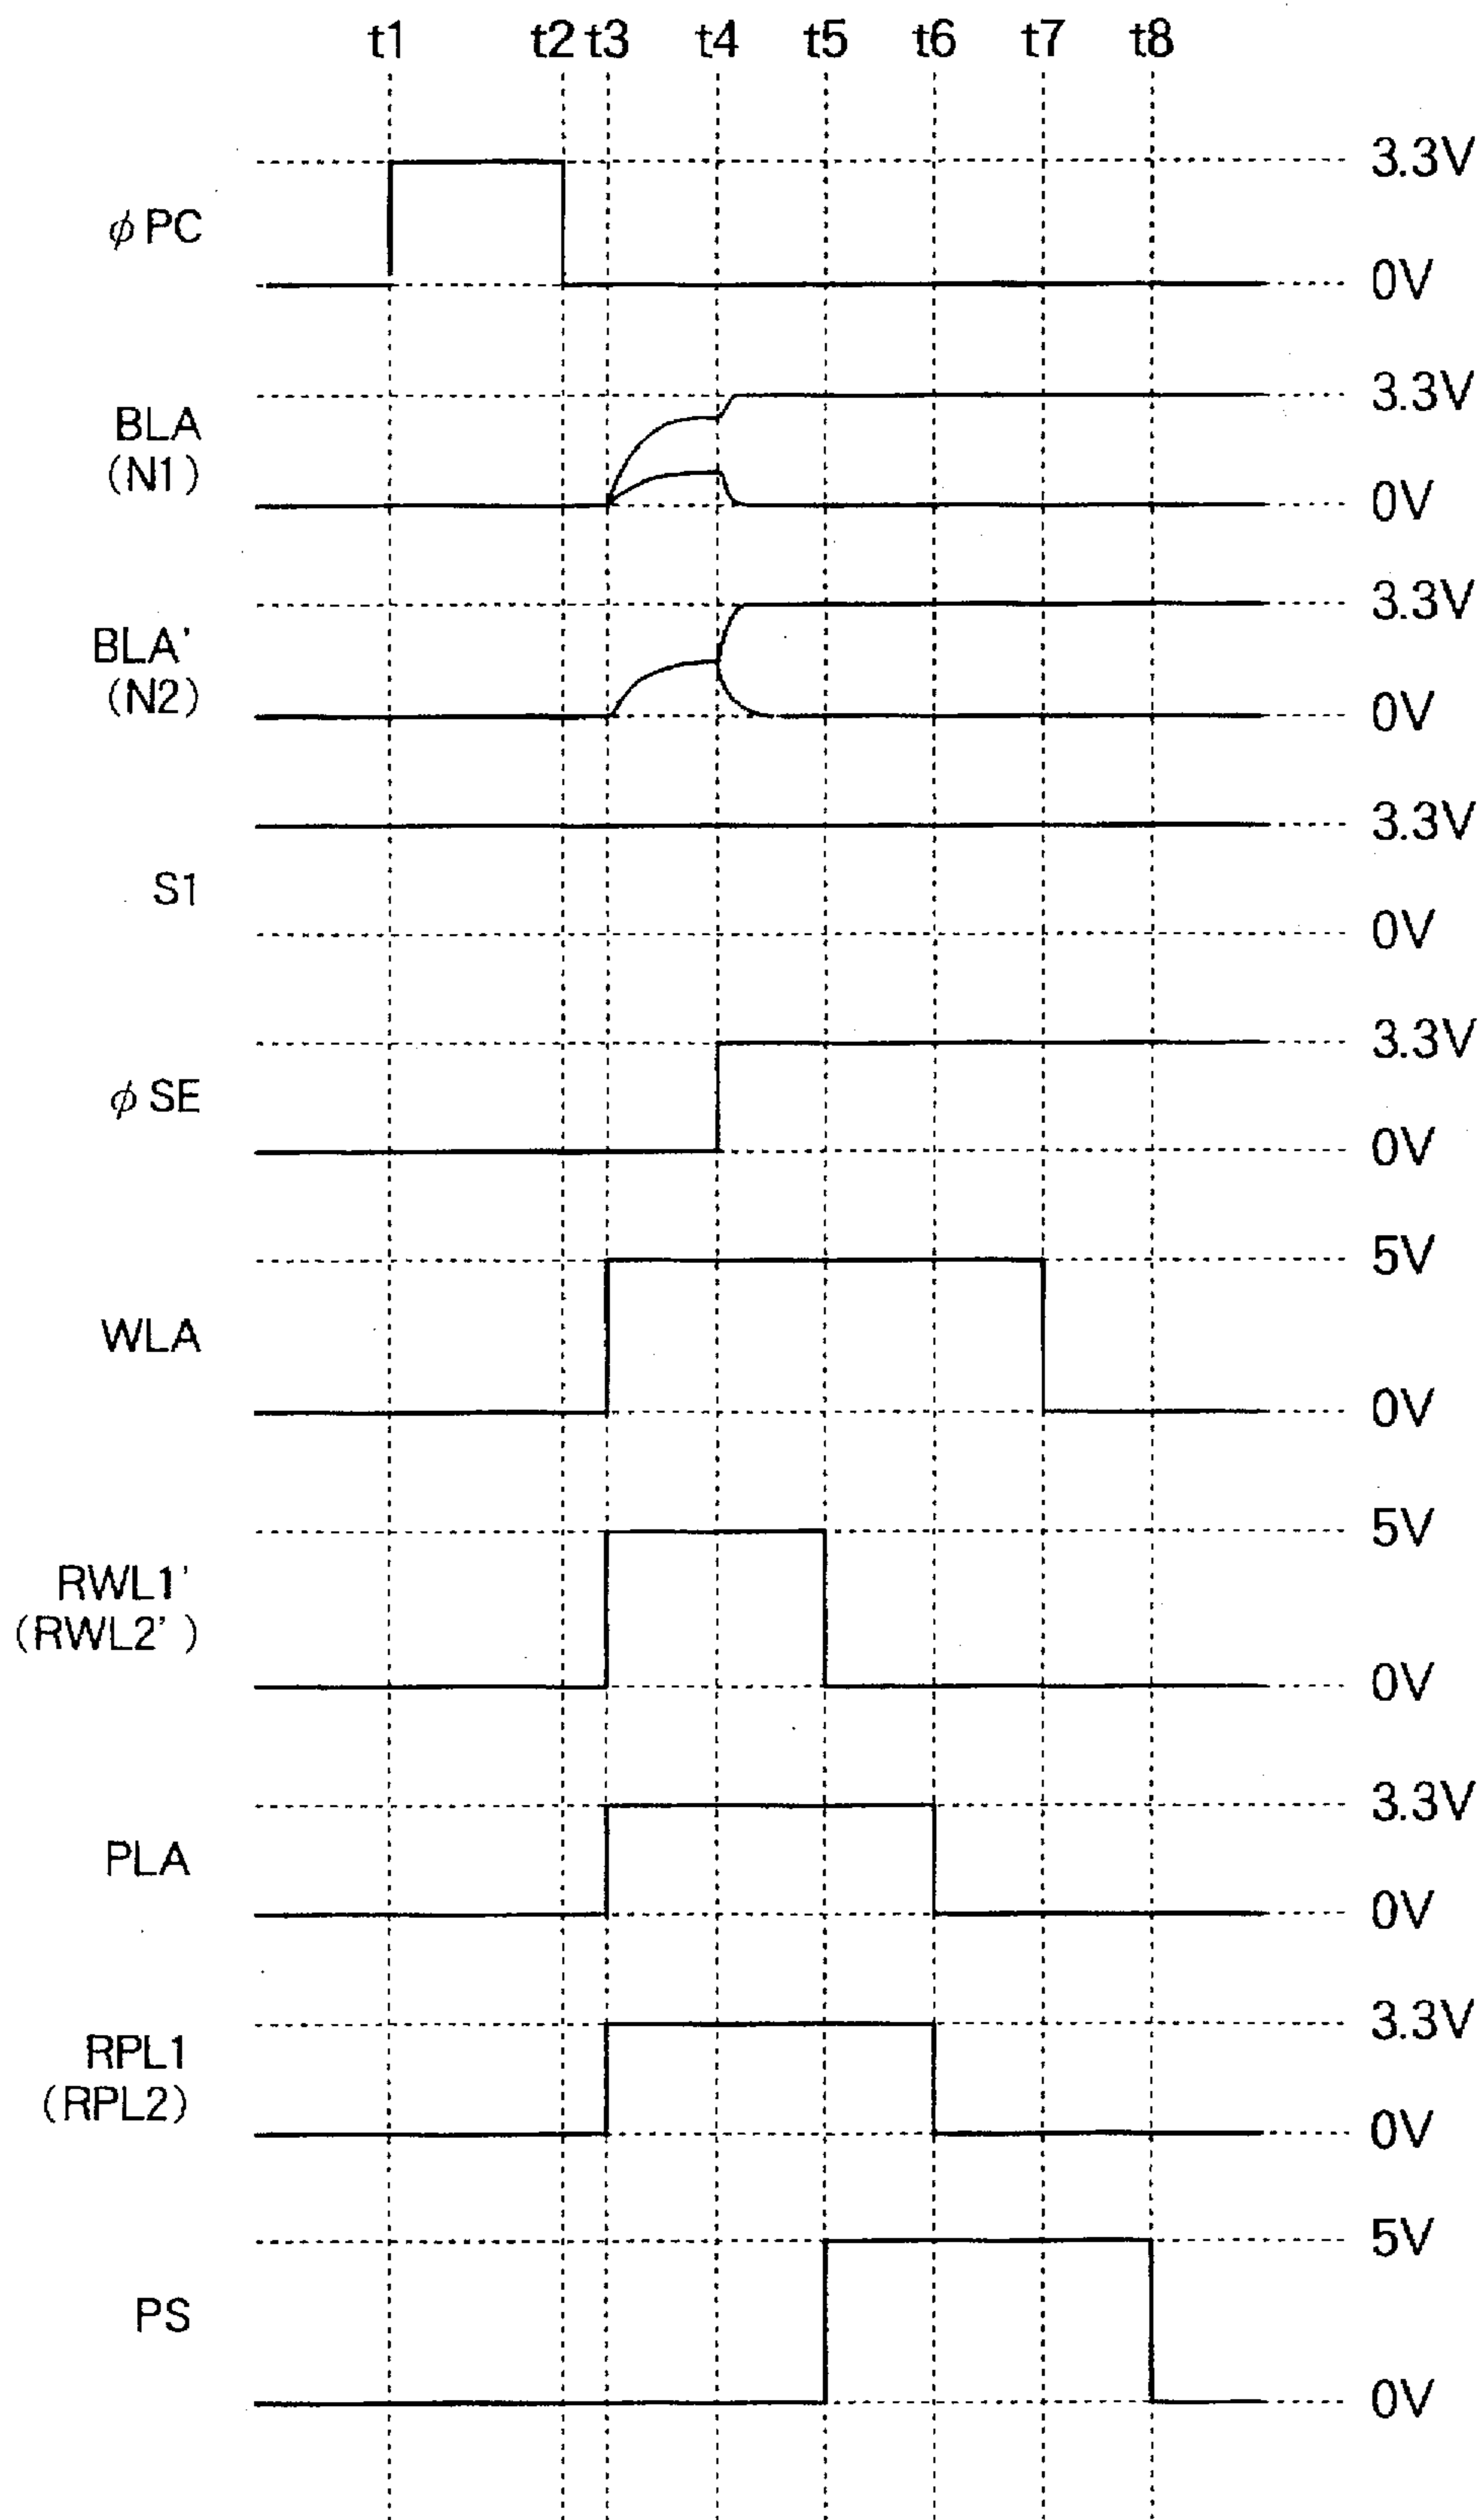 t1 t2 t3 t4 t5 t6 t7 t8
3.3V
φPC
0V
3.3V
BLA
(N1)
0V
3.3V
BLA'
(N2)
0V
3.3V
S1
0V
3.3V
φSE
0V
5V
WLA
0V
5V
RWL1'
(RWL2')
0V
3.3V
PLA
0V
3.3V
RPL1
(RPL2)
0V
5V
PS
0V